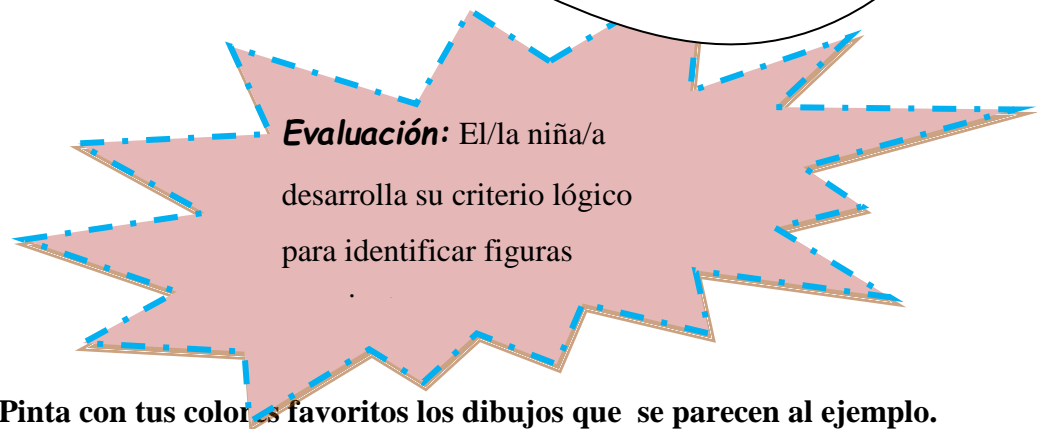 Evaluación: El/la niña/a
desarrolla su criterio lógico
para identificar figuras
Pinta con tus colores favoritos los dibujos que se parecen al ejemplo.